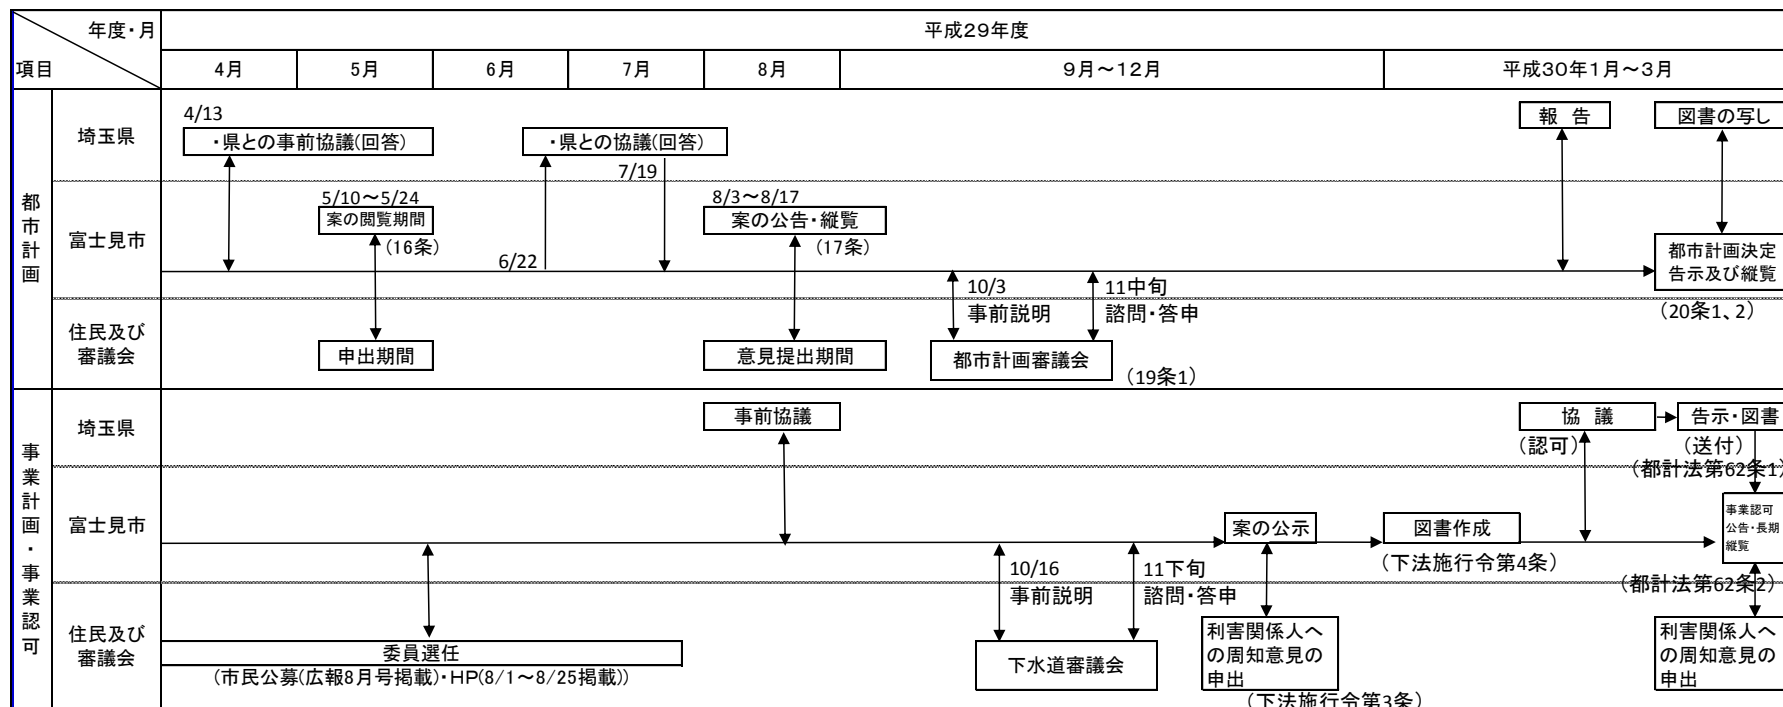 年度・月
平成29年度
項目
4月
5月
6月
7月
8月
9月～12月
平成30年1月～3月
都市計画
埼玉県
4/13
・県との事前協議(回答)
・県との協議(回答)
7/19
報 告
図書の写し
富士見市
5/10～5/24
案の閲覧期間
(16条)
6/22
8/3～8/17
案の公告・縦覧
(17条)
都市計画決定
告示及び縦覧
(20条1、2)
住民及び
審議会
申出期間
意見提出期間
10/3
事前説明
11中旬
諮問・答申
都市計画審議会
(19条1)
事業計画・事業認可
埼玉県
事前協議
協 議
(認可)
告示・図書
(送付)
(都計法第62条1)
富士見市
案の公示
図書作成
(下法施行令第4条)
事業認可
公告・長期
縦覧
(都計法第62条2)
住民及び
審議会
委員選任
(市民公募(広報8月号掲載)・HP(8/1～8/25掲載))
10/16
事前説明
11下旬
諮問・答申
下水道審議会
利害関係人へ
の周知意見の
申出
(下法施行令第3条)
利害関係人へ
の周知意見の
申出